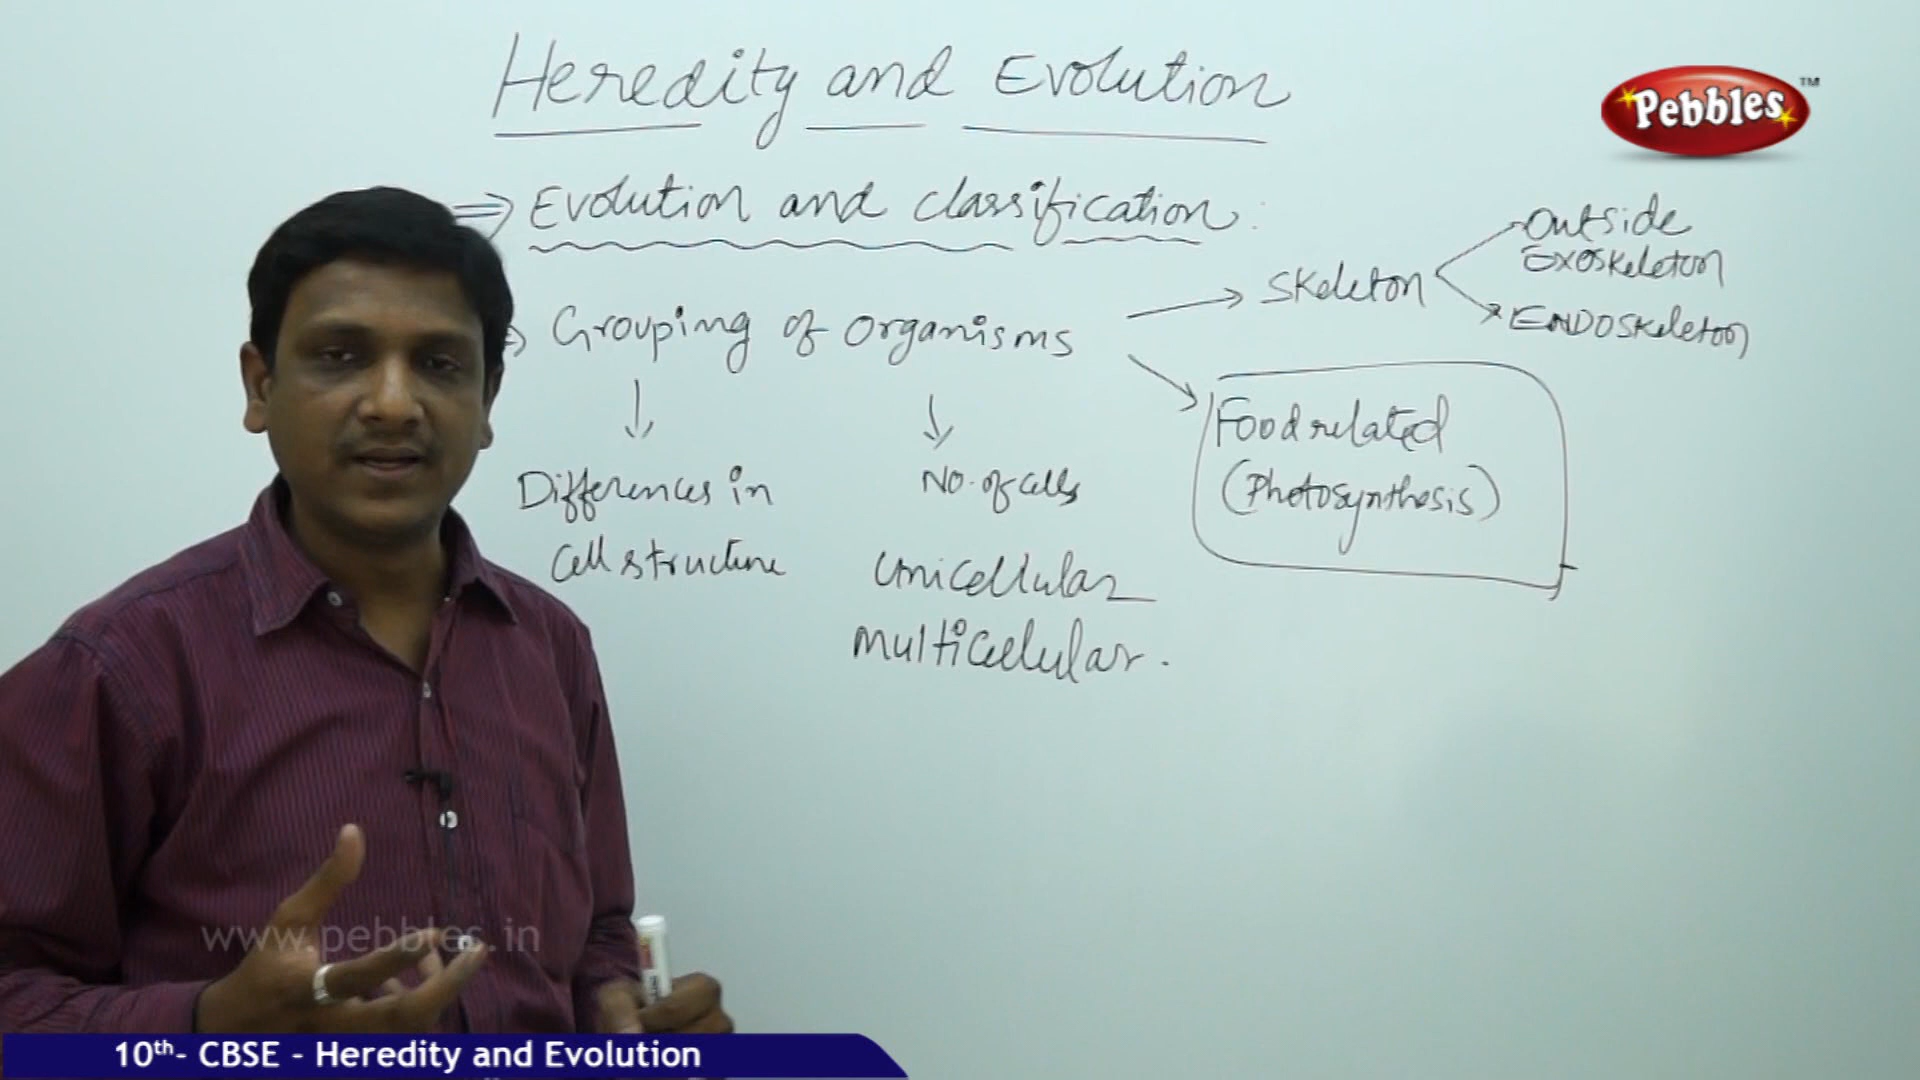 Heredity and Evolution
Pebbles™
⇒ Evolution and classification:
Grouping of organisms
→ Skeleton
Outside
Exoskeleton
ENDOSkeleton
Food related
(Photosynthesis)
Differences in
Cell structure
No. of cells
Unicellular
Multicellular.
www.pebbles.in
10th- CBSE - Heredity and Evolution